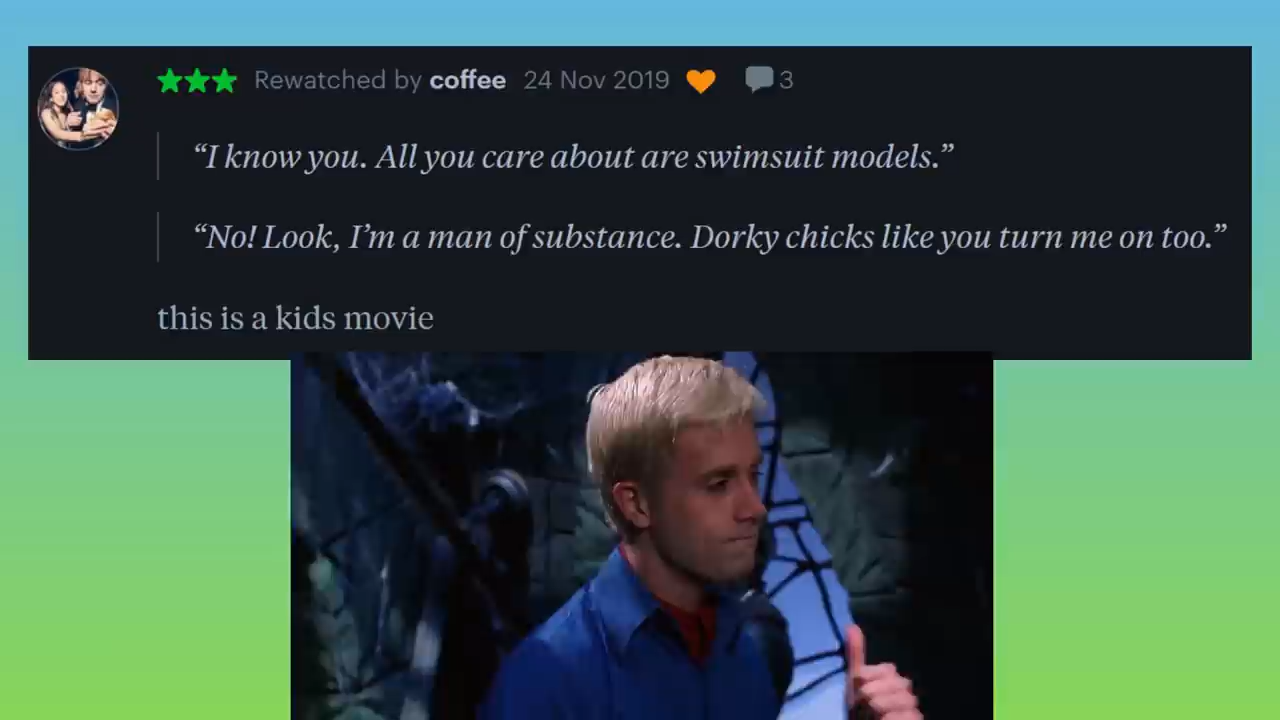 Rewatched by coffee 24 Nov 2019 3
“I know you. All you care about are swimsuit models.”
“No! Look, I’m a man of substance. Dorky chicks like you turn me on too.”
this is a kids movie